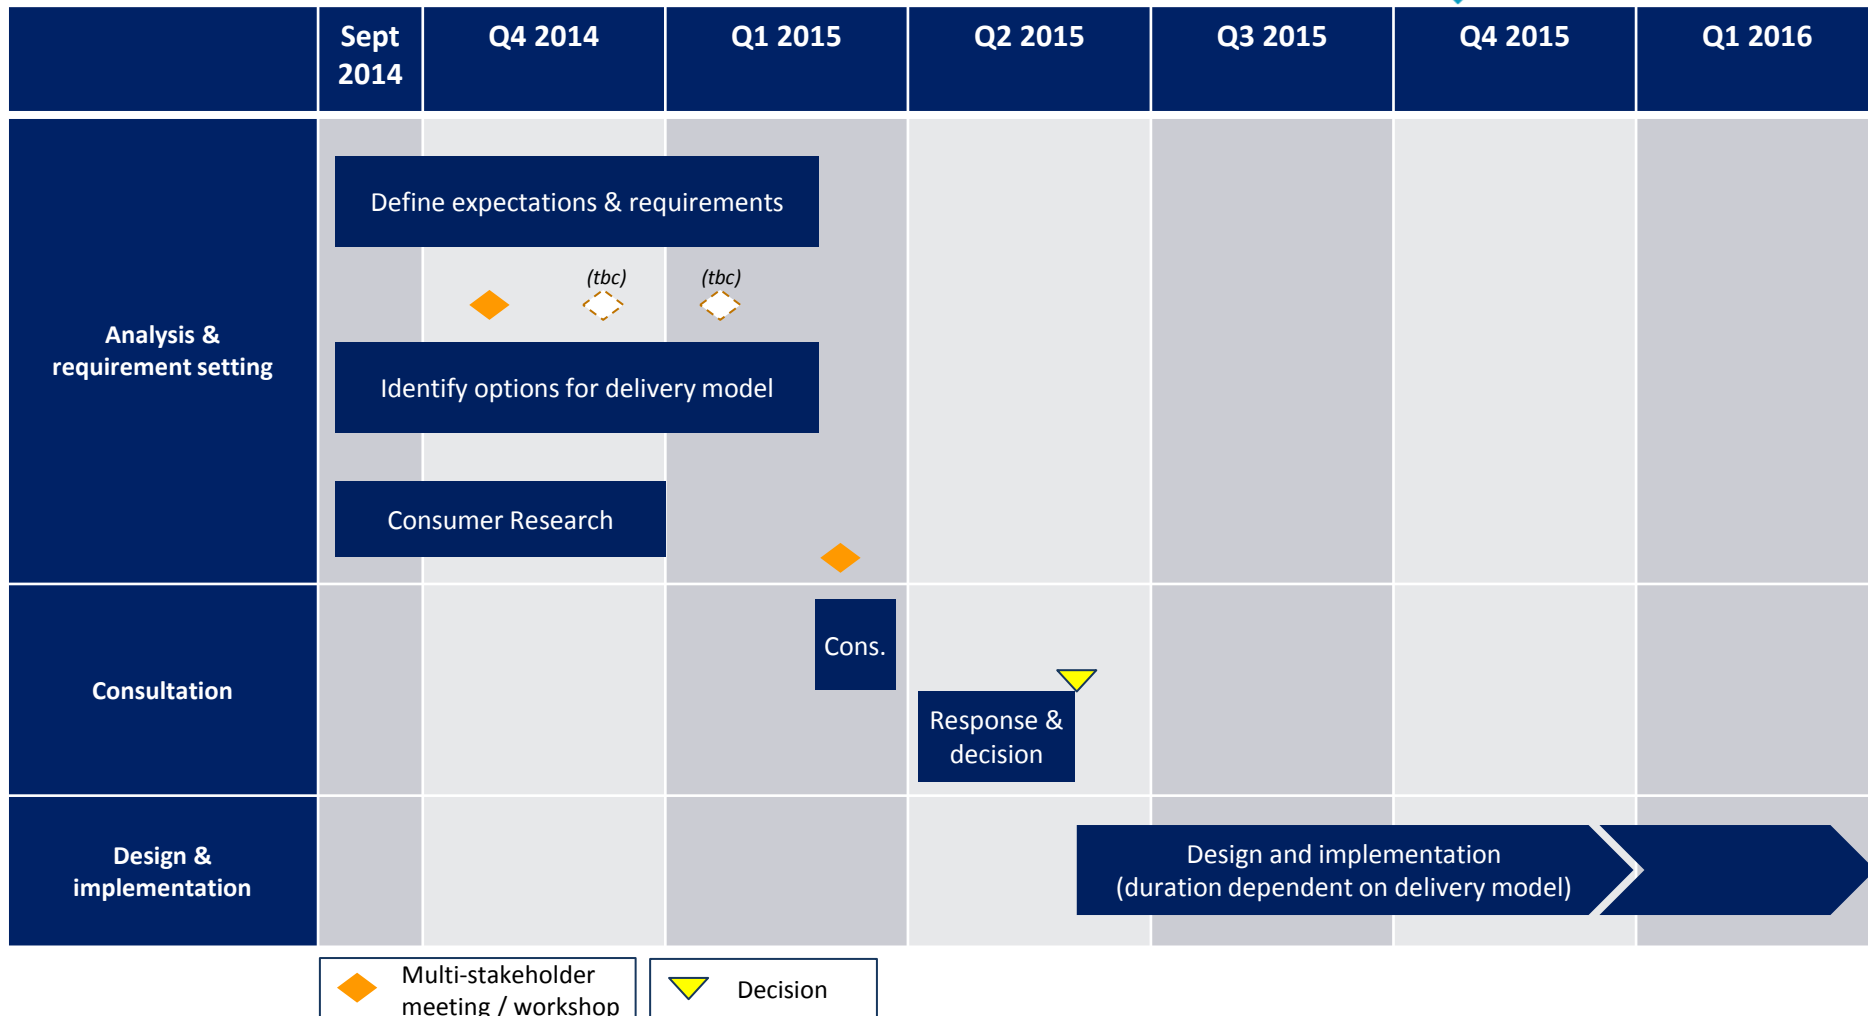 Sept
2014
Q4 2014
Q1 2015
Q2 2015
Q3 2015
Q4 2015
Q1 2016
Analysis &
requirement setting
Define expectations & requirements
(tbc)
(tbc)
Identify options for delivery model
Consumer Research
Consultation
Cons.
Response &
decision
Design &
implementation
Design and implementation
(duration dependent on delivery model)
Multi-stakeholder
meeting / workshop
Decision